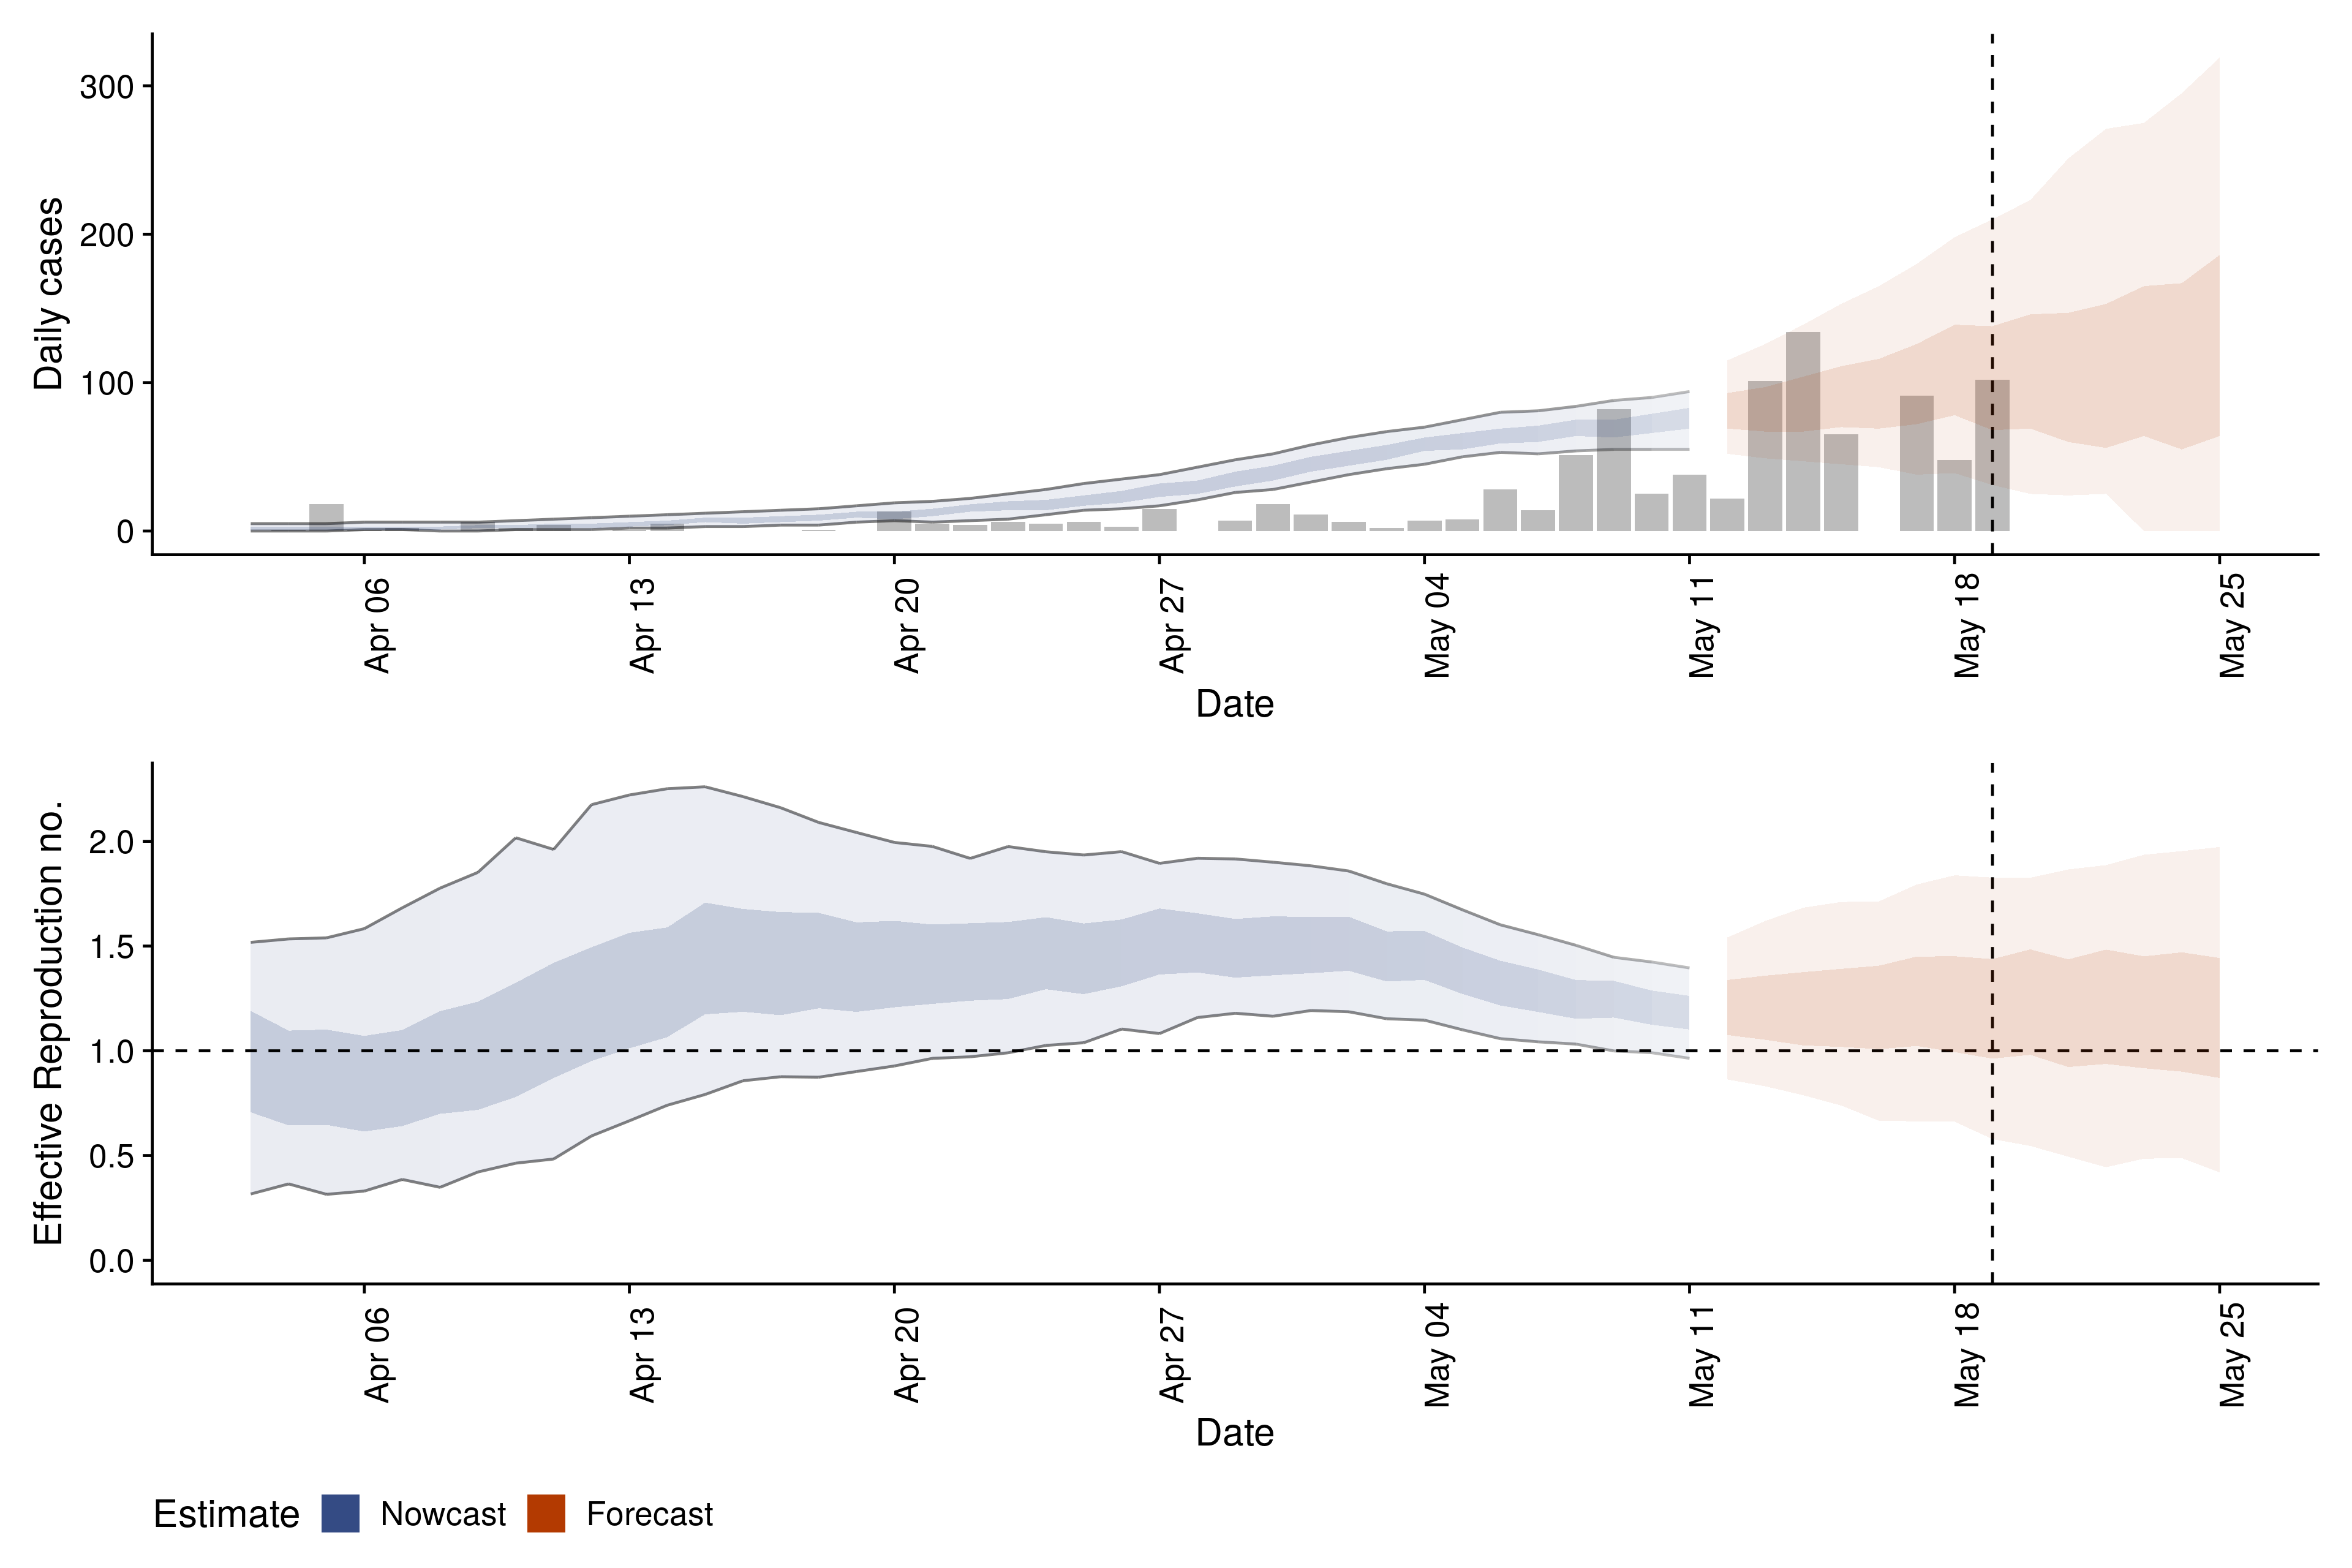 Daily cases
300
200
100
0
Apr 06
Apr 13
Apr 20
Apr 27
May 04
May 11
May 18
May 25
Date
Effective Reproduction no.
2.0
1.5
1.0
0.5
0.0
Apr 06
Apr 13
Apr 20
Apr 27
May 04
May 11
May 18
May 25
Date
Estimate Nowcast Forecast